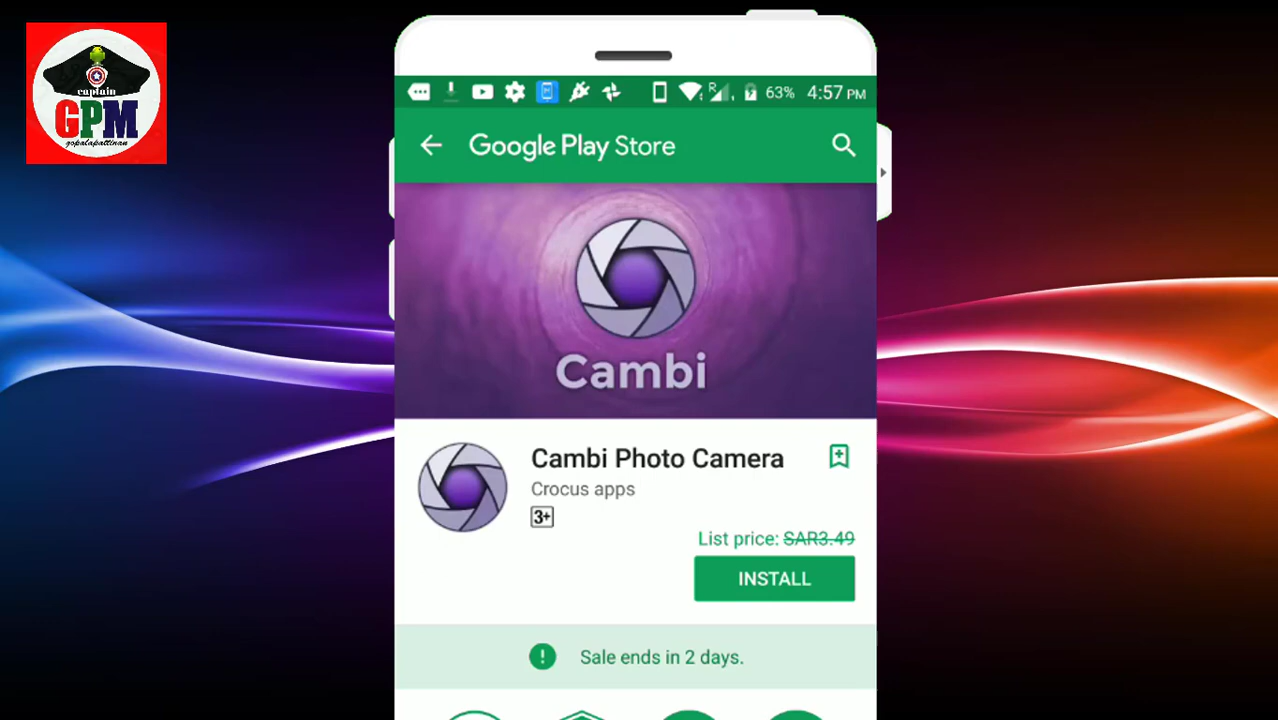 captain
GPM
gopalapattinan
R
63% 4:57 PM
Google Play Store
Cambi
Cambi Photo Camera
Crocus apps
3+
List price: SAR3.49
INSTALL
Sale ends in 2 days.